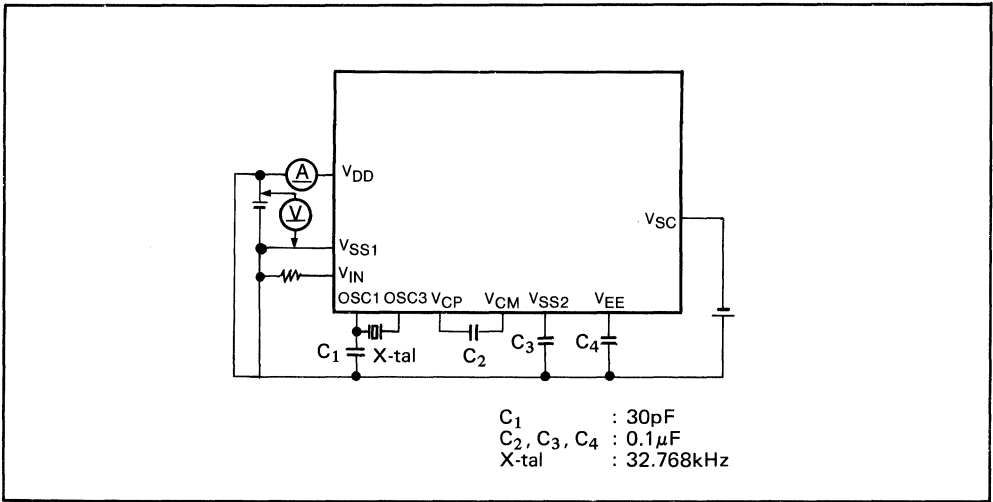 A
V
VDD
VSS1
VIN
VSC
OSC1 OSC3 VCP VCM VSS2 VEE
C1
X-tal
C2
C3
C4
C1 : 30pF
C2, C3, C4 : 0.1μF
X-tal : 32.768kHz